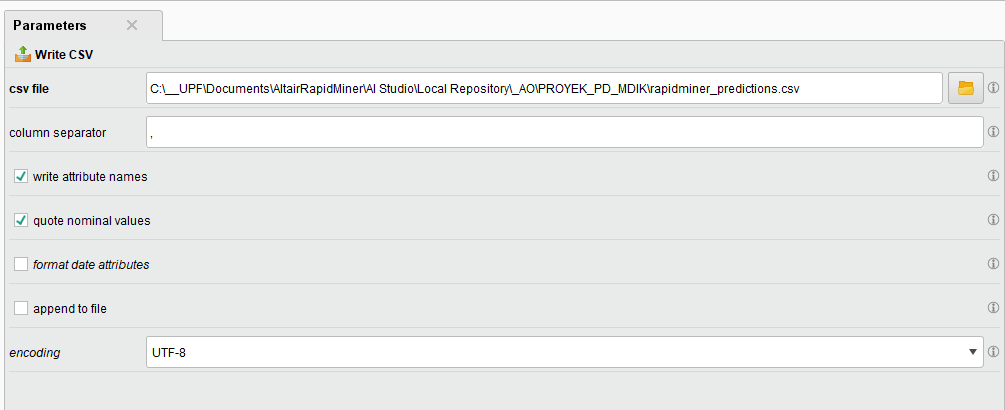 Parameters
Write CSV
csv file C:\__UPF\Documents\AltairRapidMiner\AI Studio\Local Repository\_AO\PROYEK_PD_MDIK\rapidminer_predictions.csv
column separator ,
write attribute names
quote nominal values
format date attributes
append to file
encoding UTF-8